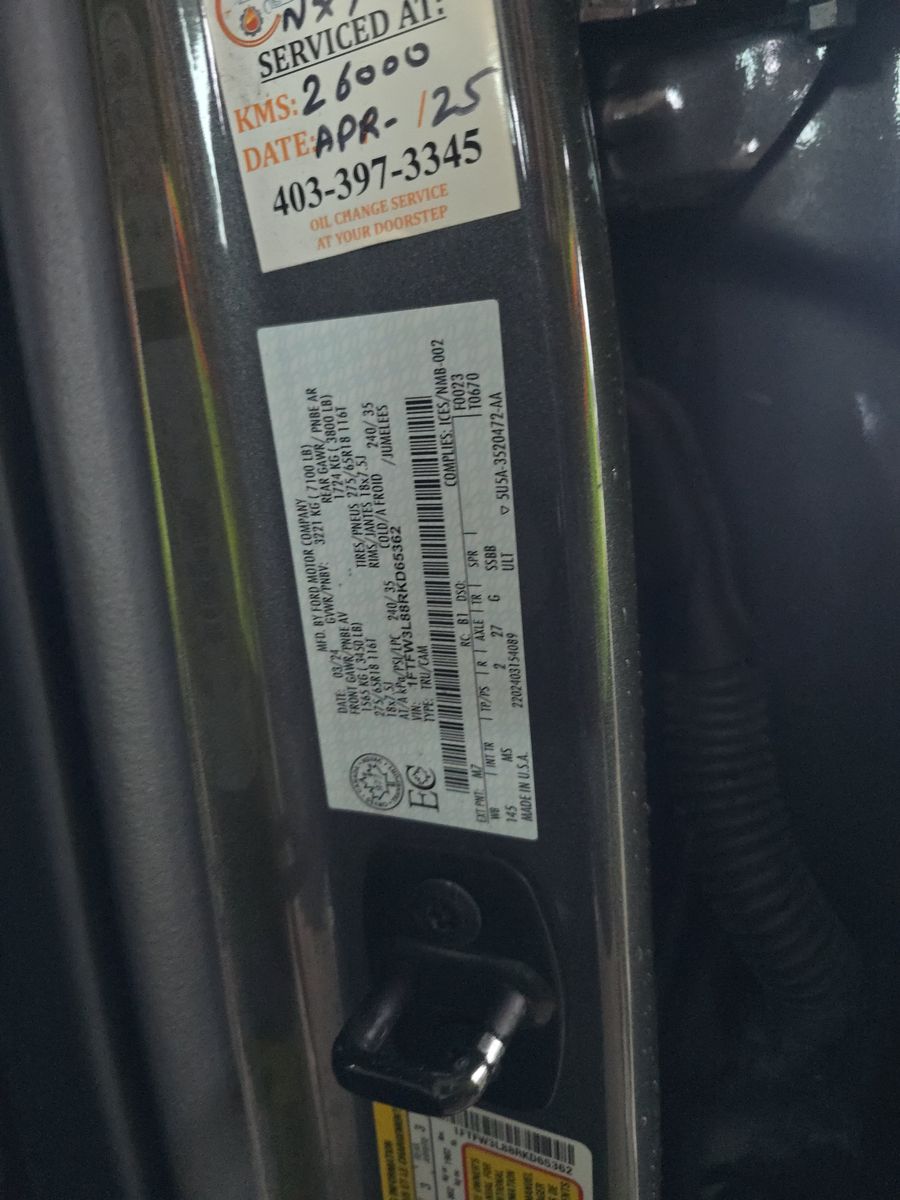 SERVICED AT:
KMS: 26000
DATE: APR- /25
403-397-3345
OIL CHANGE SERVICE
AT YOUR DOORSTEP
MFD. BY FORD MOTOR COMPANY
DATE: 03/24 GVWR/PNBV: 3221 KG ( 7100 LB)
FRONT GAWR/PNBE AV REAR GAWR/ PNBE AR
1565 KG ( 3450 LB) 1724 KG ( 3800 LB)
275/65R18 116T TIRES/PNEUS 275/65R18 116T
18x7.5J RIMS/JANTES 18x7.5J
AT/A kPa/PSI/LPC 240/ 35 COLD/A FROID 240/ 35
VIN: 1FTFW3L88RKD65362 /JUMELEES
TYPE: TRU/CAM
EC
COMPLIES: ICES/NMB-002
EXT PNT: M7 RC: B1 DSO: F0023
WB INT TR TP/PS R AXLE TR SPR T0670
145 MS 2 27 G SSBB
2202403154089 ULT
MADE IN U.S.A. 5U5A-3520472-AA
1FTFW3L88RKD65362